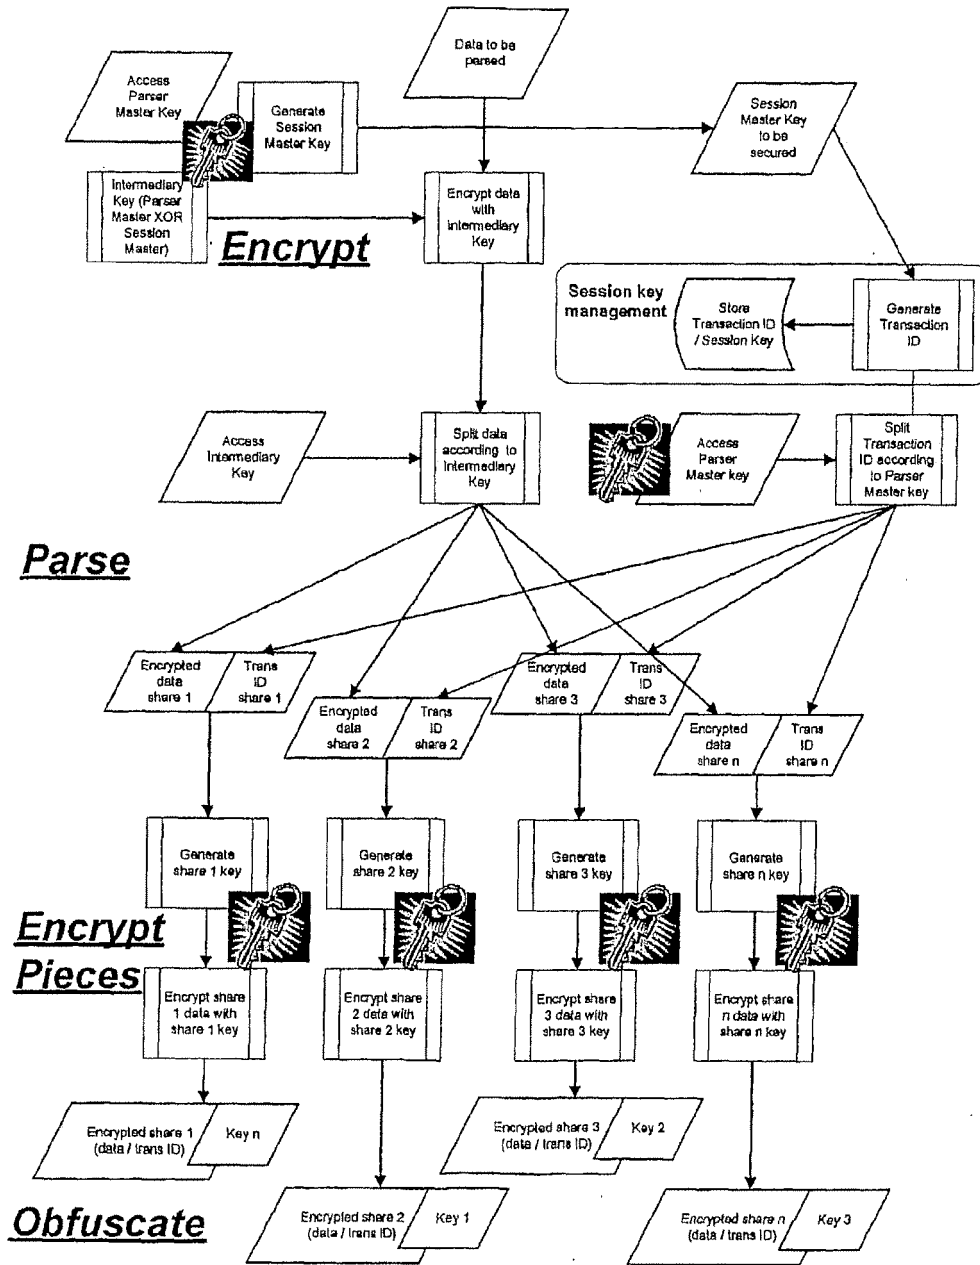 Data to be
parsed
Access
Parser
Master Key
Generate
Session
Master Key
Session
Master Key
to be
secured
Intermediary
Key (Parser
Master XOR
Session
Master)
Encrypt data
with
Intermediary
Key
Encrypt
Session key
management
Store
Transaction ID
/ Session Key
Generate
Transaction
ID
Access
Intermediary
Key
Split data
according to
Intermediary
Key
Access
Parser
Master key
Split
Transaction
ID according
to Parser
Master key
Parse
Encrypted
data
share 1
Trans
ID
share 1
Encrypted
data
share 2
Trans
ID
share 2
Encrypted
data
share 3
Trans
ID
share 3
Encrypted
data
share n
Trans
ID
share n
Generate
share 1 key
Generate
share 2 key
Generate
share 3 key
Generate
share n key
Encrypt
Pieces
Encrypt share
1 data with
share 1 key
Encrypt share
2 data with
share 2 key
Encrypt share
3 data with
share 3 key
Encrypt share
n data with
share n key
Encrypted share 1
(data / trans ID)
Key n
Encrypted share 3
(data / trans ID)
Key 2
Obfuscate
Encrypted share 2
(data / trans ID)
Key 1
Encrypted share n
(data / trans ID)
Key 3